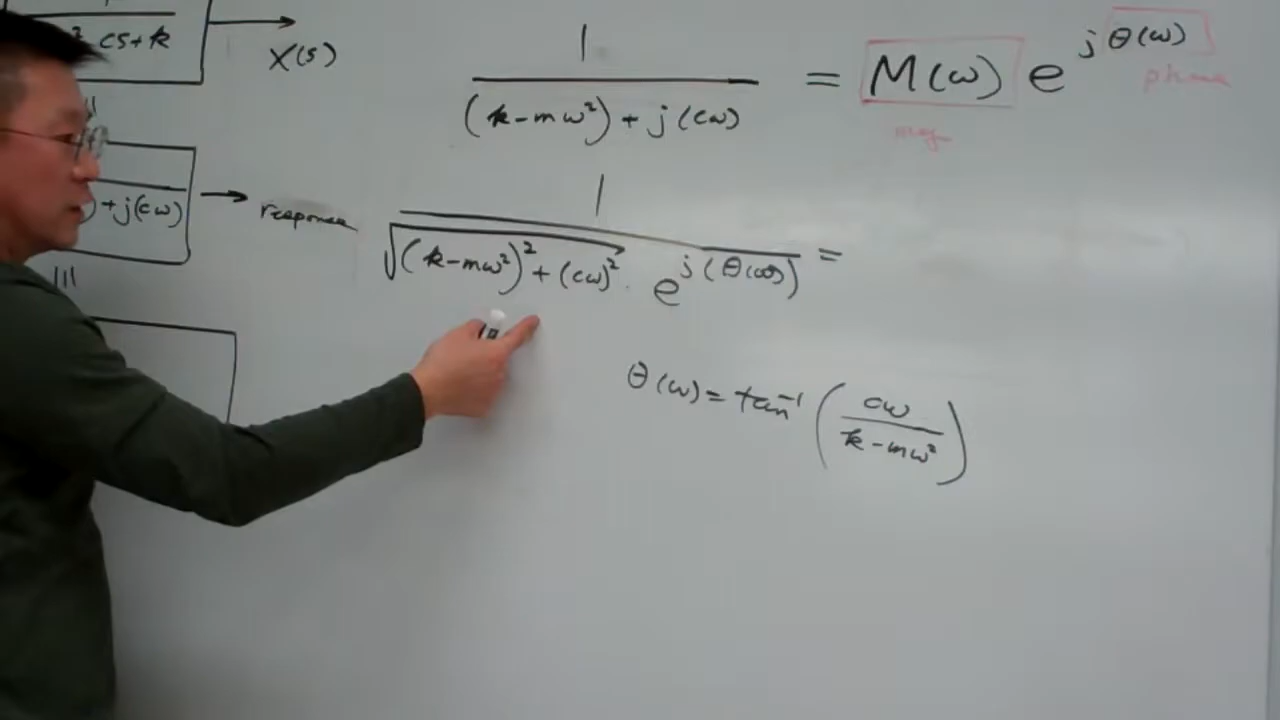 cs+k
X(s)
1 / ((k-mω²) + j(cω)) = M(ω) e^{jθ(ω)}
phase
mag
) + j(cω)
response
1 / (√((k-mω²)² + (cω)²) · e^{j(θ(ω))}) =
θ(ω) = tan⁻¹ (cω / (k-mω²))